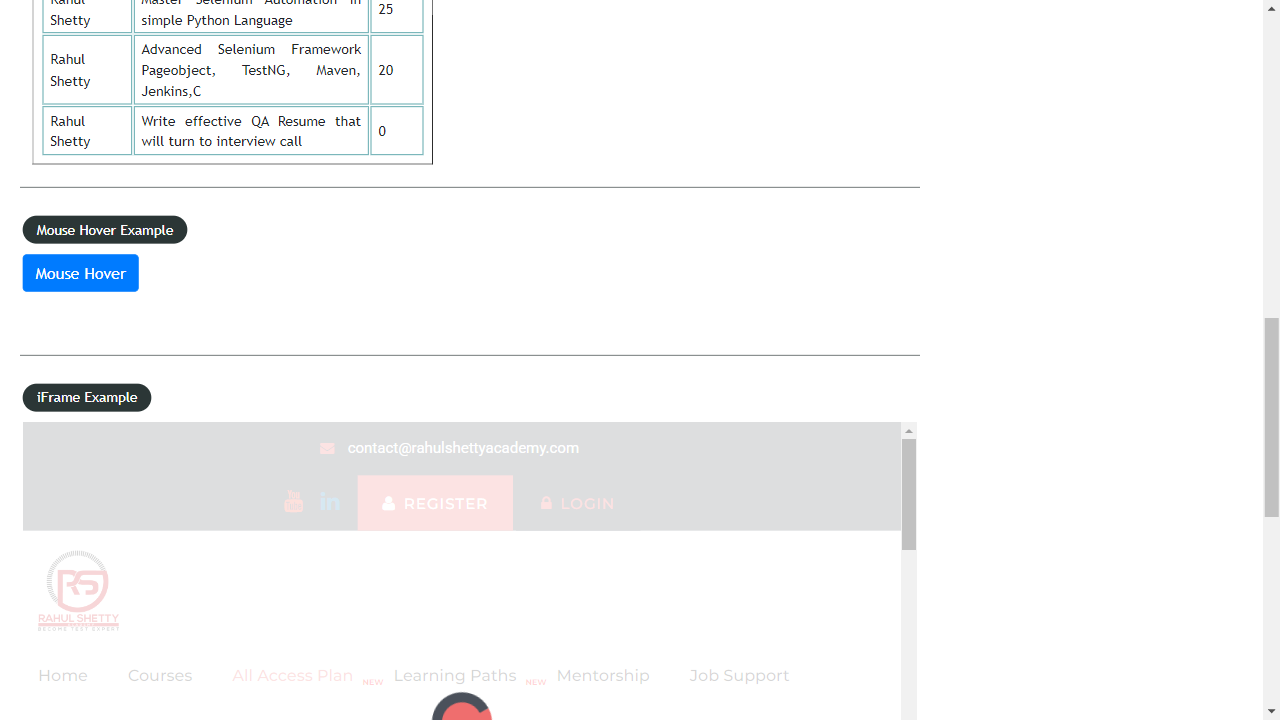 Rahul
Shetty
Master Selenium Automation in
simple Python Language
25
Rahul
Shetty
Advanced Selenium Framework
Pageobject, TestNG, Maven,
Jenkins,C
20
Rahul
Shetty
Write effective QA Resume that
will turn to interview call
0
Mouse Hover Example
Mouse Hover
iFrame Example
contact@rahulshettyacademy.com
REGISTER LOGIN
RS
RAHUL SHETTY
Home Courses All Access Plan NEW Learning Paths NEW Mentorship Job Support